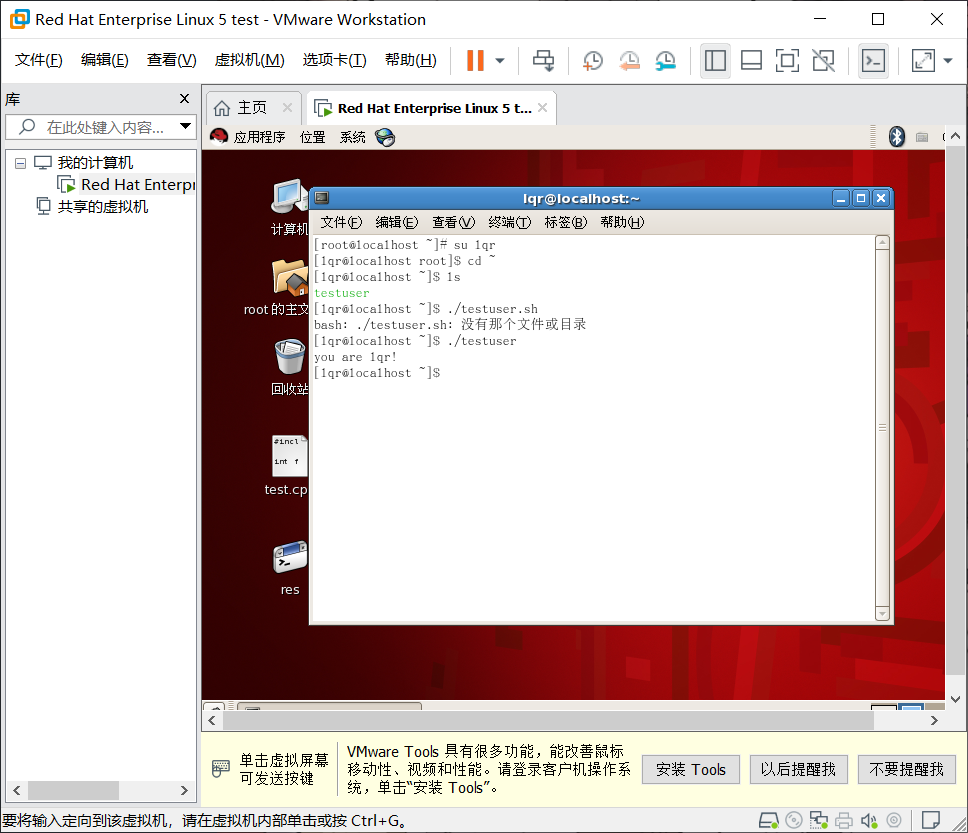 Red Hat Enterprise Linux 5 test - VMware Workstation
文件(F) 编辑(E) 查看(V) 虚拟机(M) 选项卡(T) 帮助(H)
库
在此处键入内容...
我的计算机
Red Hat Enterpr
共享的虚拟机
主页
Red Hat Enterprise Linux 5 t...
应用程序 位置 系统
计算机
root 的主文
回收站
#incl
int f
test.cp
res
lqr@localhost:~
文件(F) 编辑(E) 查看(V) 终端(T) 标签(B) 帮助(H)
[root@localhost ~]# su lqr
[lqr@localhost root]$ cd ~
[lqr@localhost ~]$ ls
testuser
[lqr@localhost ~]$ ./testuser.sh
bash: ./testuser.sh: 没有那个文件或目录
[lqr@localhost ~]$ ./testuser
you are lqr!
[lqr@localhost ~]$
单击虚拟屏幕
可发送按键
VMware Tools 具有很多功能，能改善鼠标
移动性、视频和性能。请登录客户机操作系
统，单击“安装 Tools”。
安装 Tools
以后提醒我
不要提醒我
要将输入定向到该虚拟机，请在虚拟机内部单击或按 Ctrl+G。